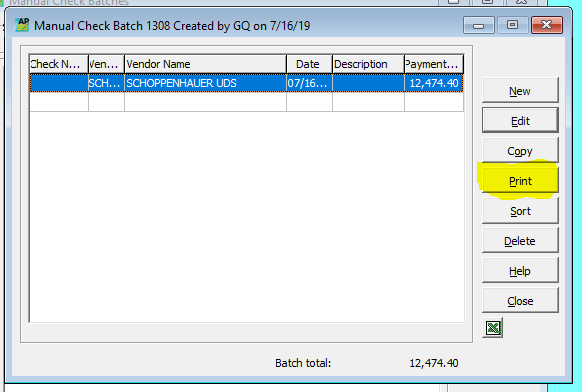 Manual Check Batches
AP Manual Check Batch 1308 Created by GQ on 7/16/19
Check N... Ven... Vendor Name Date Description Payment...
SCH... SCHOPPENHAUER UDS 07/16... 12,474.40
New
Edit
Copy
Print
Sort
Delete
Help
Close
Batch total: 12,474.40